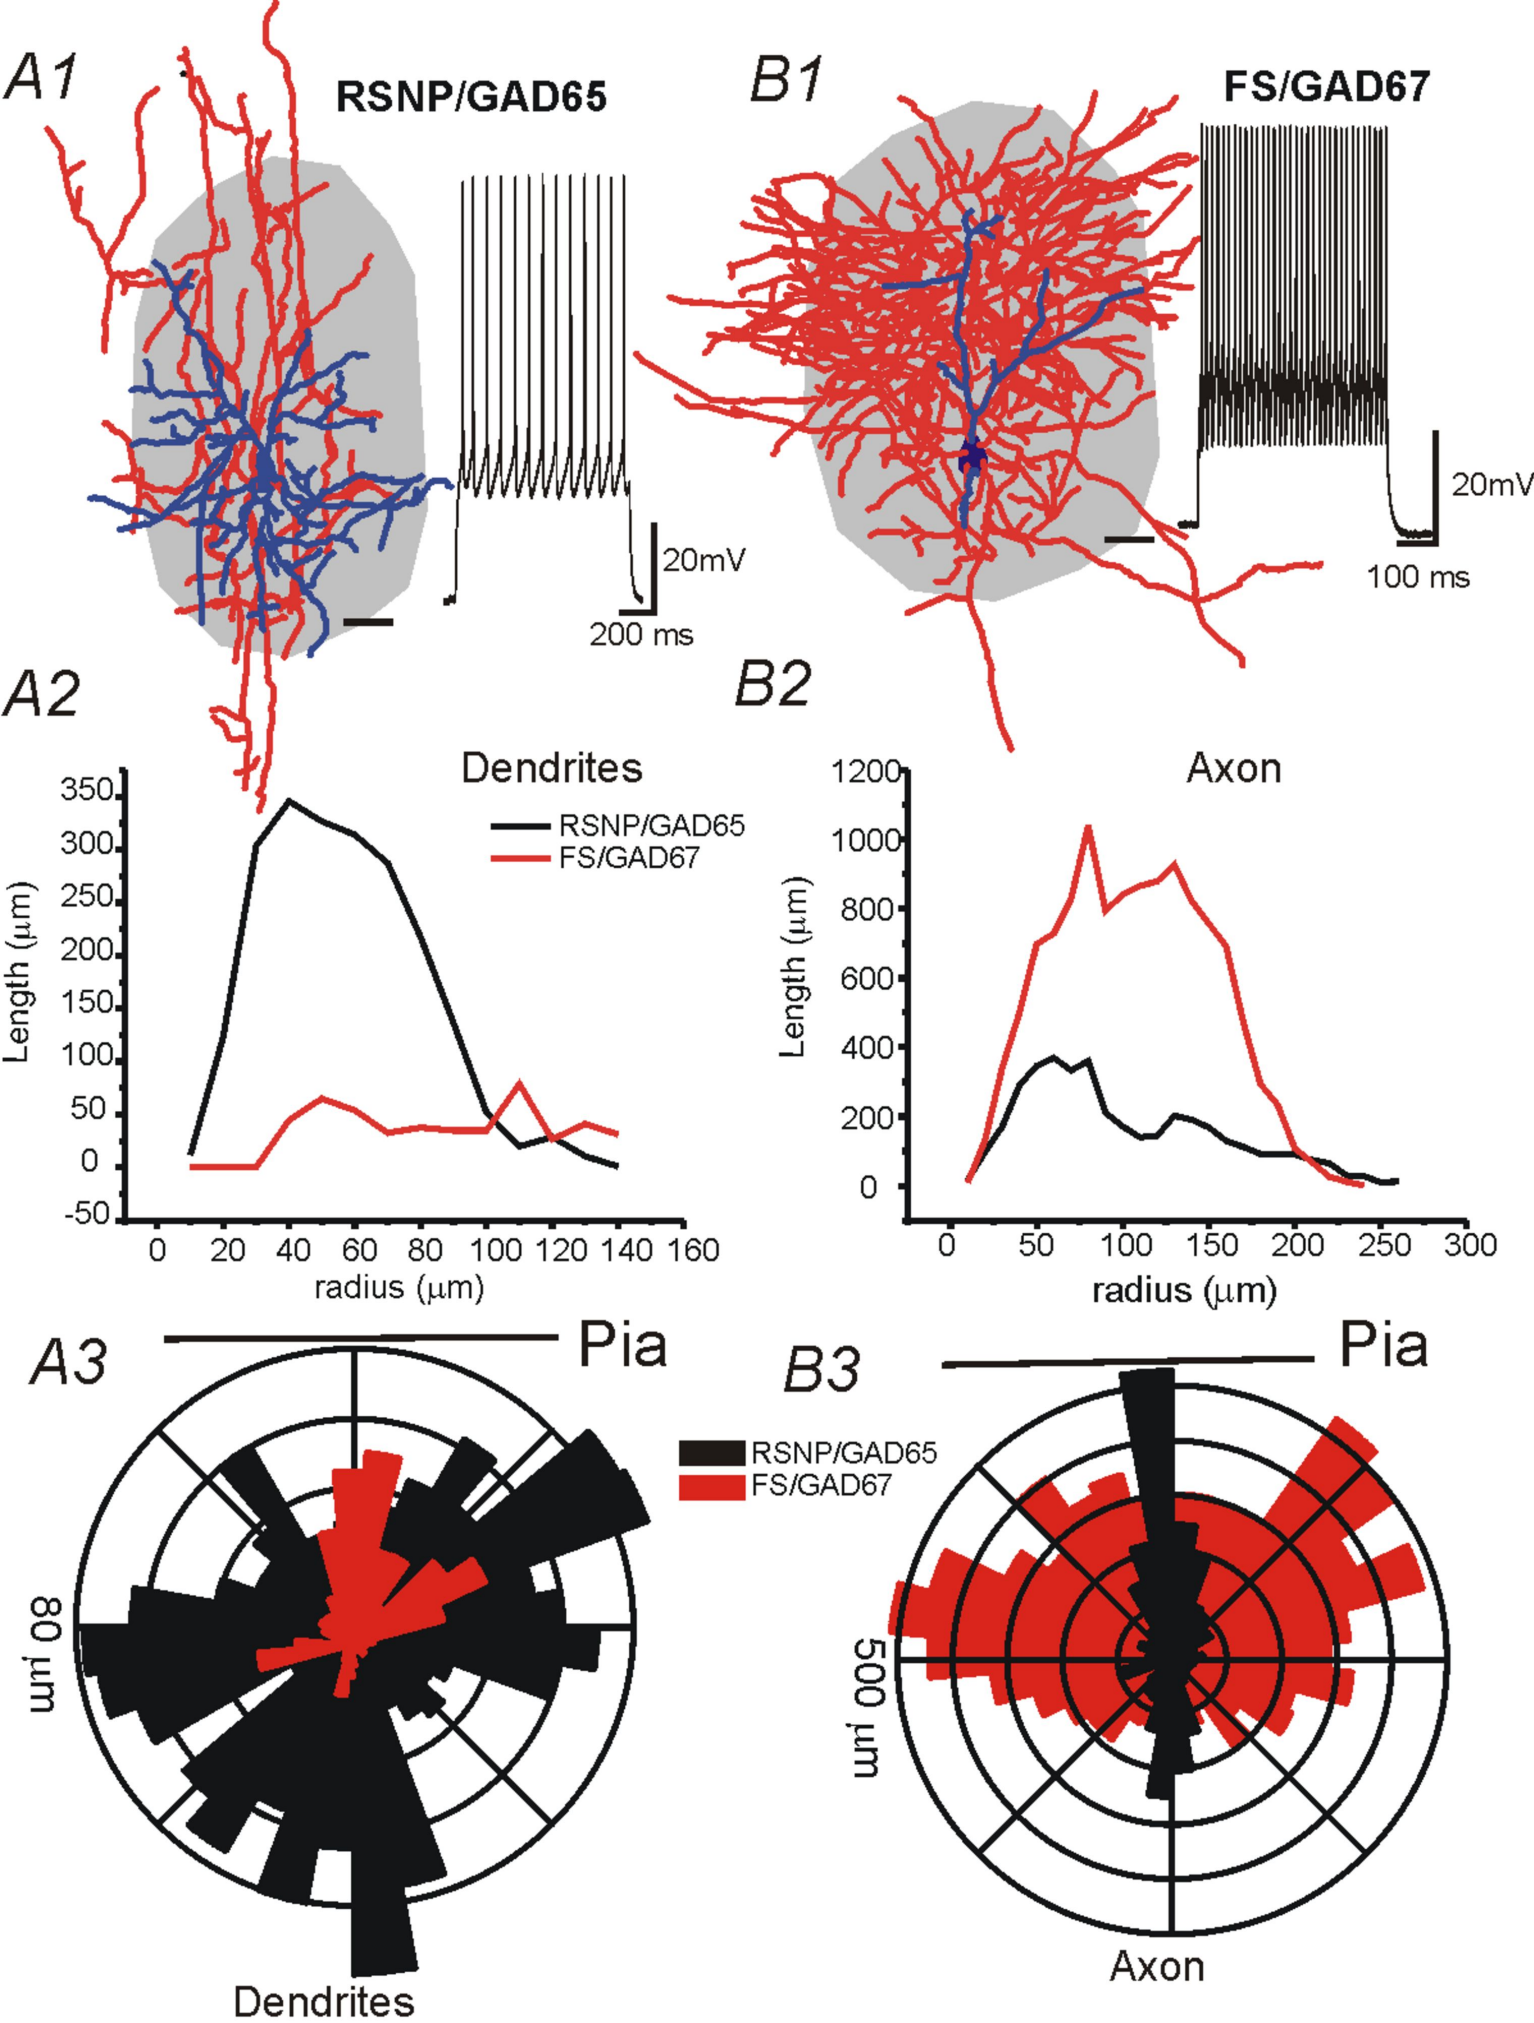 A1
RSNP/GAD65
20mV
200 ms
B1
FS/GAD67
20mV
100 ms
A2
Dendrites
RSNP/GAD65
FS/GAD67
Length (μm)
350
300
250
200
150
100
50
0
-50
0 20 40 60 80 100 120 140 160
radius (μm)
B2
Axon
Length (μm)
1200
1000
800
600
400
200
0
0 50 100 150 200 250 300
radius (μm)
A3
Pia
80 μm
Dendrites
B3
Pia
RSNP/GAD65
FS/GAD67
500 μm
Axon